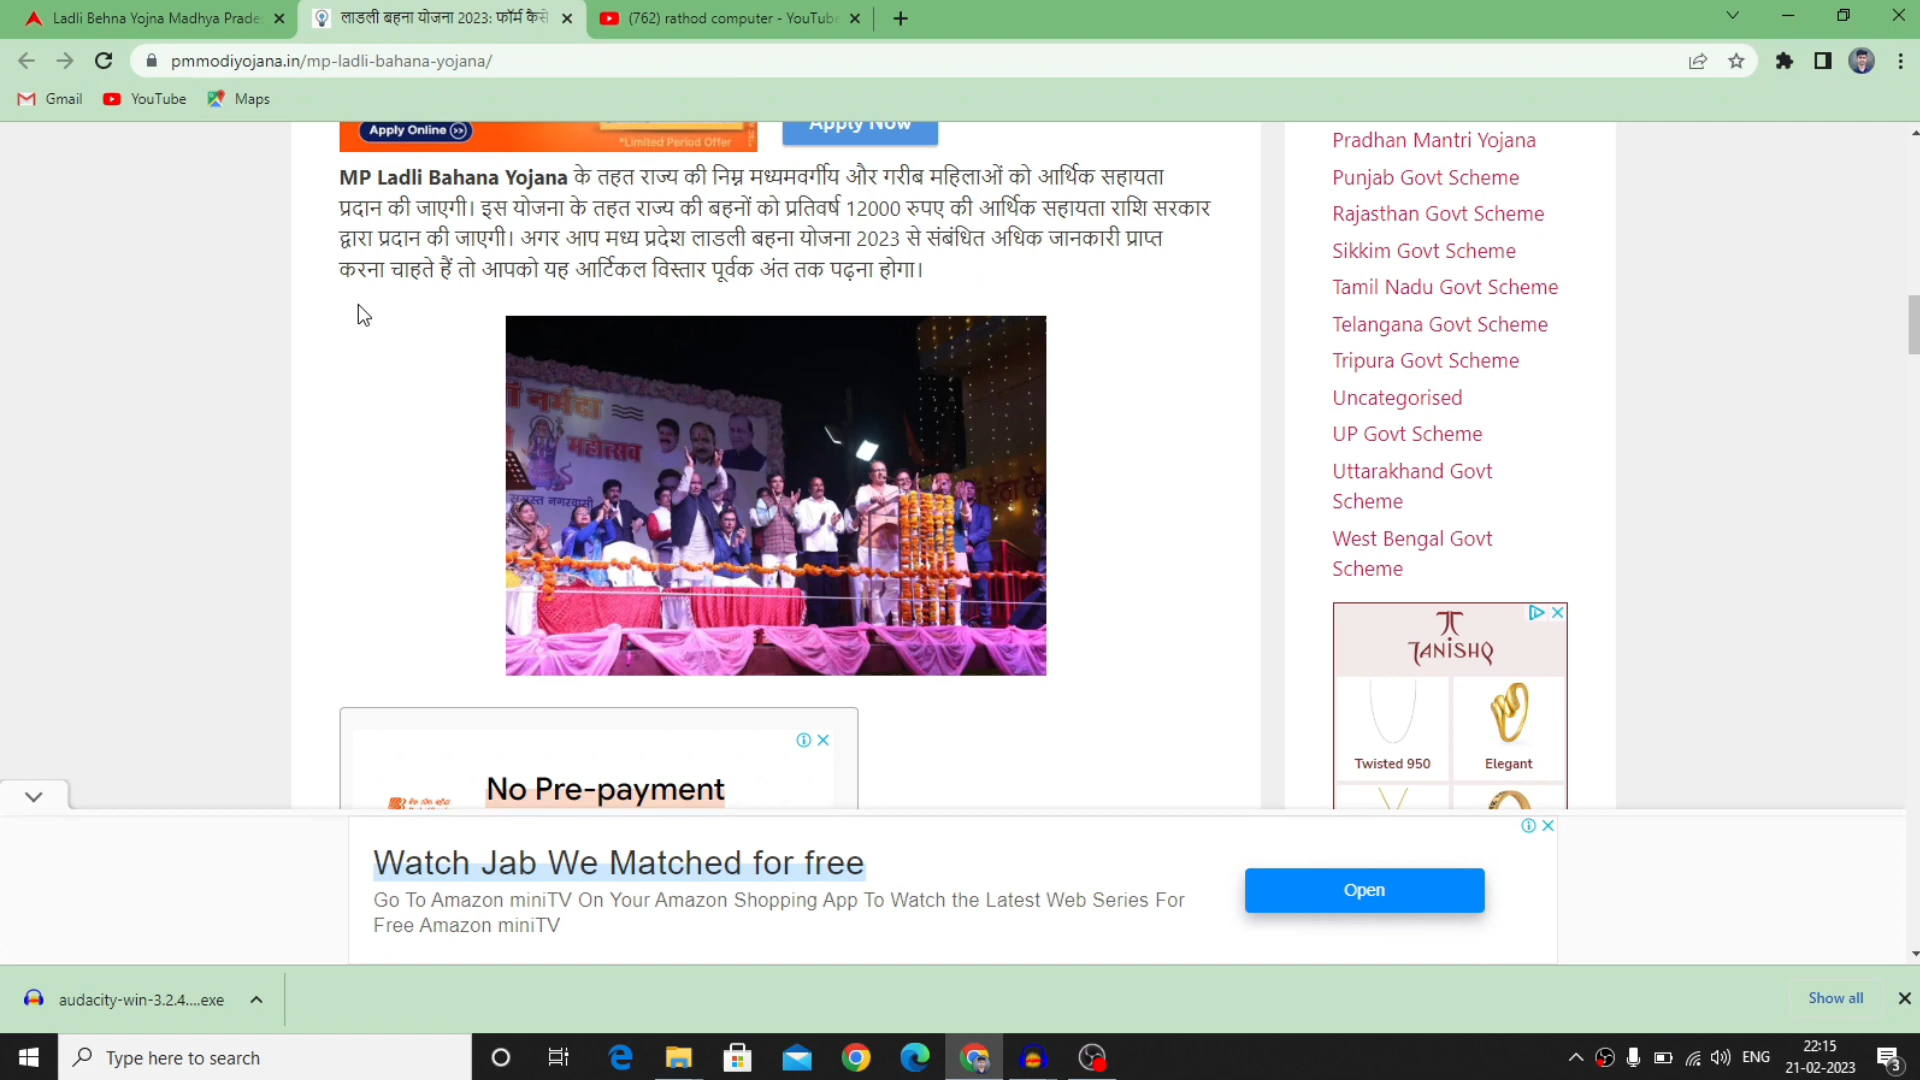 Ladli Behna Yojna Madhya Prade
लाडली बहना योजना 2023: फॉर्म कैसे
(762) rathod computer - YouTube
pmmodiyojana.in/mp-ladli-bahana-yojana/
Gmail
YouTube
Maps
Apply Online
*Limited Period Offer
Apply Now
MP Ladli Bahana Yojana के तहत राज्य की निम्न मध्यमवर्गीय और गरीब महिलाओं को आर्थिक सहायता
प्रदान की जाएगी। इस योजना के तहत राज्य की बहनों को प्रतिवर्ष 12000 रुपए की आर्थिक सहायता राशि सरकार
द्वारा प्रदान की जाएगी। अगर आप मध्य प्रदेश लाडली बहना योजना 2023 से संबंधित अधिक जानकारी प्राप्त
करना चाहते हैं तो आपको यह आर्टिकल विस्तार पूर्वक अंत तक पढ़ना होगा।
नर्मदा
महोत्सव
समस्त नगरवासी
No Pre-payment
Pradhan Mantri Yojana
Punjab Govt Scheme
Rajasthan Govt Scheme
Sikkim Govt Scheme
Tamil Nadu Govt Scheme
Telangana Govt Scheme
Tripura Govt Scheme
Uncategorised
UP Govt Scheme
Uttarakhand Govt
Scheme
West Bengal Govt
Scheme
TANISHQ
Twisted 950
Elegant
Watch Jab We Matched for free
Go To Amazon miniTV On Your Amazon Shopping App To Watch the Latest Web Series For
Free Amazon miniTV
Open
audacity-win-3.2.4....exe
Show all
Type here to search
ENG
22:15
21-02-2023
3